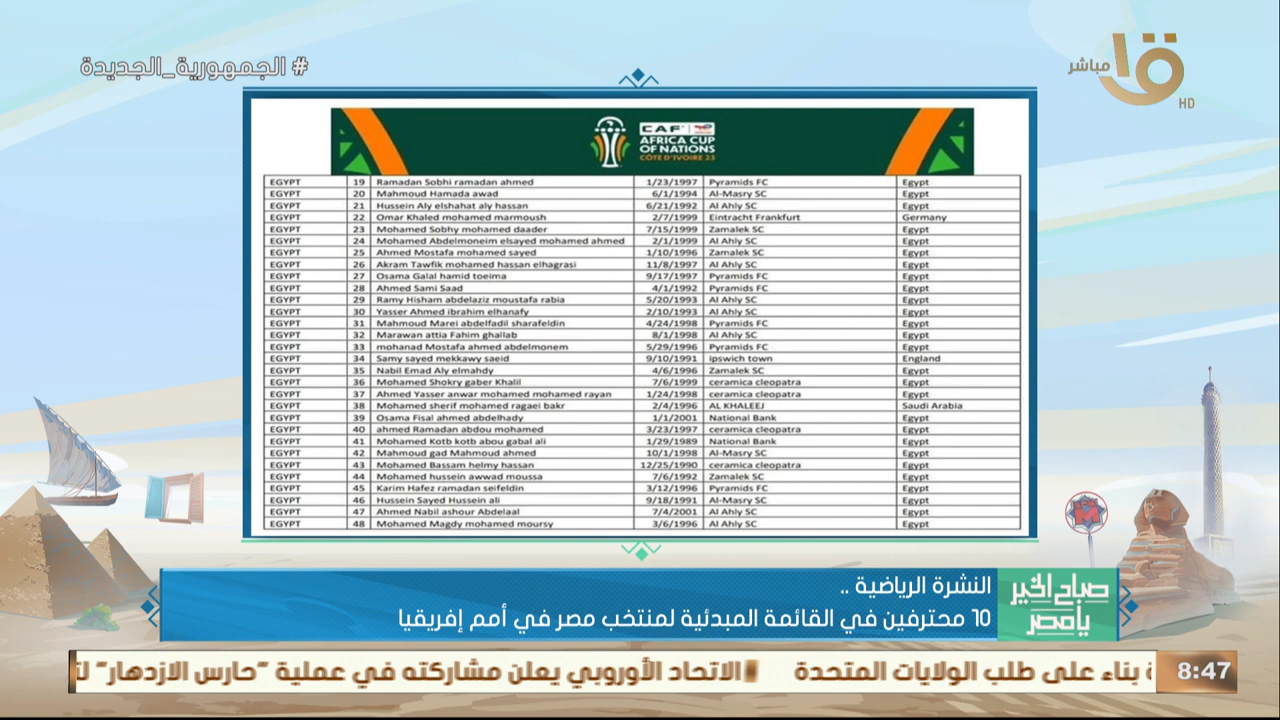 # الجمهورية_الجديدة
مباشر
HD
CAF
AFRICA CUP
OF NATIONS
CÔTE D'IVOIRE 23
EGYPT 19 Ramadan Sobhi ramadan ahmed 1/23/1997 Pyramids FC Egypt
EGYPT 20 Mahmoud Hamada awad 6/1/1994 Al-Masry SC Egypt
EGYPT 21 Hussein Aly elshahat aly hassan 6/21/1992 Al Ahly SC Egypt
EGYPT 22 Omar Khaled mohamed marmoush 2/7/1999 Eintracht Frankfurt Germany
EGYPT 23 Mohamed Sobhy mohamed daader 7/15/1999 Zamalek SC Egypt
EGYPT 24 Mohamed Abdelmoneim elsayed mohamed ahmed 2/1/1999 Al Ahly SC Egypt
EGYPT 25 Ahmed Mostafa mohamed sayed 1/10/1996 Zamalek SC Egypt
EGYPT 26 Akram Tawfik mohamed hassan elhagrasi 11/8/1997 Al Ahly SC Egypt
EGYPT 27 Osama Galal hamid toeima 9/17/1997 Pyramids FC Egypt
EGYPT 28 Ahmed Sami Saad 4/1/1992 Pyramids FC Egypt
EGYPT 29 Ramy Hisham abdelaziz moustafa rabia 5/20/1993 Al Ahly SC Egypt
EGYPT 30 Yasser Ahmed ibrahim elhanafy 2/10/1993 Al Ahly SC Egypt
EGYPT 31 Mahmoud Marei abdelfadil sharafeldin 4/24/1998 Pyramids FC Egypt
EGYPT 32 Marawan attia Fahim ghallab 8/1/1998 Al Ahly SC Egypt
EGYPT 33 mohanad Mostafa ahmed abdelmonem 5/29/1996 Pyramids FC Egypt
EGYPT 34 Samy sayed mekkawy saeid 9/10/1991 ipswich town England
EGYPT 35 Nabil Emad Aly elmahdy 4/6/1996 Zamalek SC Egypt
EGYPT 36 Mohamed Shokry gaber Khalil 7/6/1999 ceramica cleopatra Egypt
EGYPT 37 Ahmed Yasser anwar mohamed mohamed rayan 1/24/1998 ceramica cleopatra Egypt
EGYPT 38 Mohamed sherif mohamed ragaei bakr 2/4/1996 AL KHALEEJ Saudi Arabia
EGYPT 39 Osama Fisal ahmed abdelhady 1/1/2001 National Bank Egypt
EGYPT 40 ahmed Ramadan abdou mohamed 3/23/1997 ceramica cleopatra Egypt
EGYPT 41 Mohamed Kotb kotb abou gabal ali 1/29/1989 National Bank Egypt
EGYPT 42 Mahmoud gad Mahmoud ahmed 10/1/1998 Al-Masry SC Egypt
EGYPT 43 Mohamed Bassam helmy hassan 12/25/1990 ceramica cleopatra Egypt
EGYPT 44 Mohamed hussein awwad moussa 7/6/1992 Zamalek SC Egypt
EGYPT 45 Karim Hafez ramadan seifeldin 3/12/1996 Pyramids FC Egypt
EGYPT 46 Hussein Sayed Hussein ali 9/18/1991 Al-Masry SC Egypt
EGYPT 47 Ahmed Nabil ashour Abdelaal 7/4/2001 Al Ahly SC Egypt
EGYPT 48 Mohamed Magdy mohamed moursy 3/6/1996 Al Ahly SC Egypt
صباح الخير
يا مصر
النشرة الرياضية ..
10 محترفين في القائمة المبدئية لمنتخب مصر في أمم إفريقيا
8:47 بناء على طلب الولايات المتحدة الاتحاد الأوروبي يعلن مشاركته في عملية "حارس الازدهار"